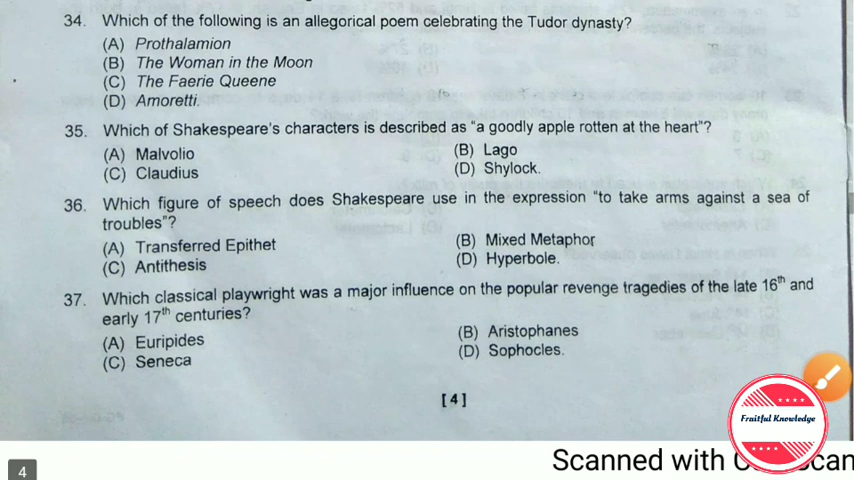 34. Which of the following is an allegorical poem celebrating the Tudor dynasty?
(A) Prothalamion
(B) The Woman in the Moon
(C) The Faerie Queene
(D) Amoretti.
35. Which of Shakespeare's characters is described as "a goodly apple rotten at the heart"?
(A) Malvolio
(B) Lago
(C) Claudius
(D) Shylock.
36. Which figure of speech does Shakespeare use in the expression "to take arms against a sea of
troubles"?
(A) Transferred Epithet
(B) Mixed Metaphor
(C) Antithesis
(D) Hyperbole.
37. Which classical playwright was a major influence on the popular revenge tragedies of the late 16th and
early 17th centuries?
(A) Euripides
(B) Aristophanes
(C) Seneca
(D) Sophocles.
[4]
Fruitful Knowledge
Scanned with
4